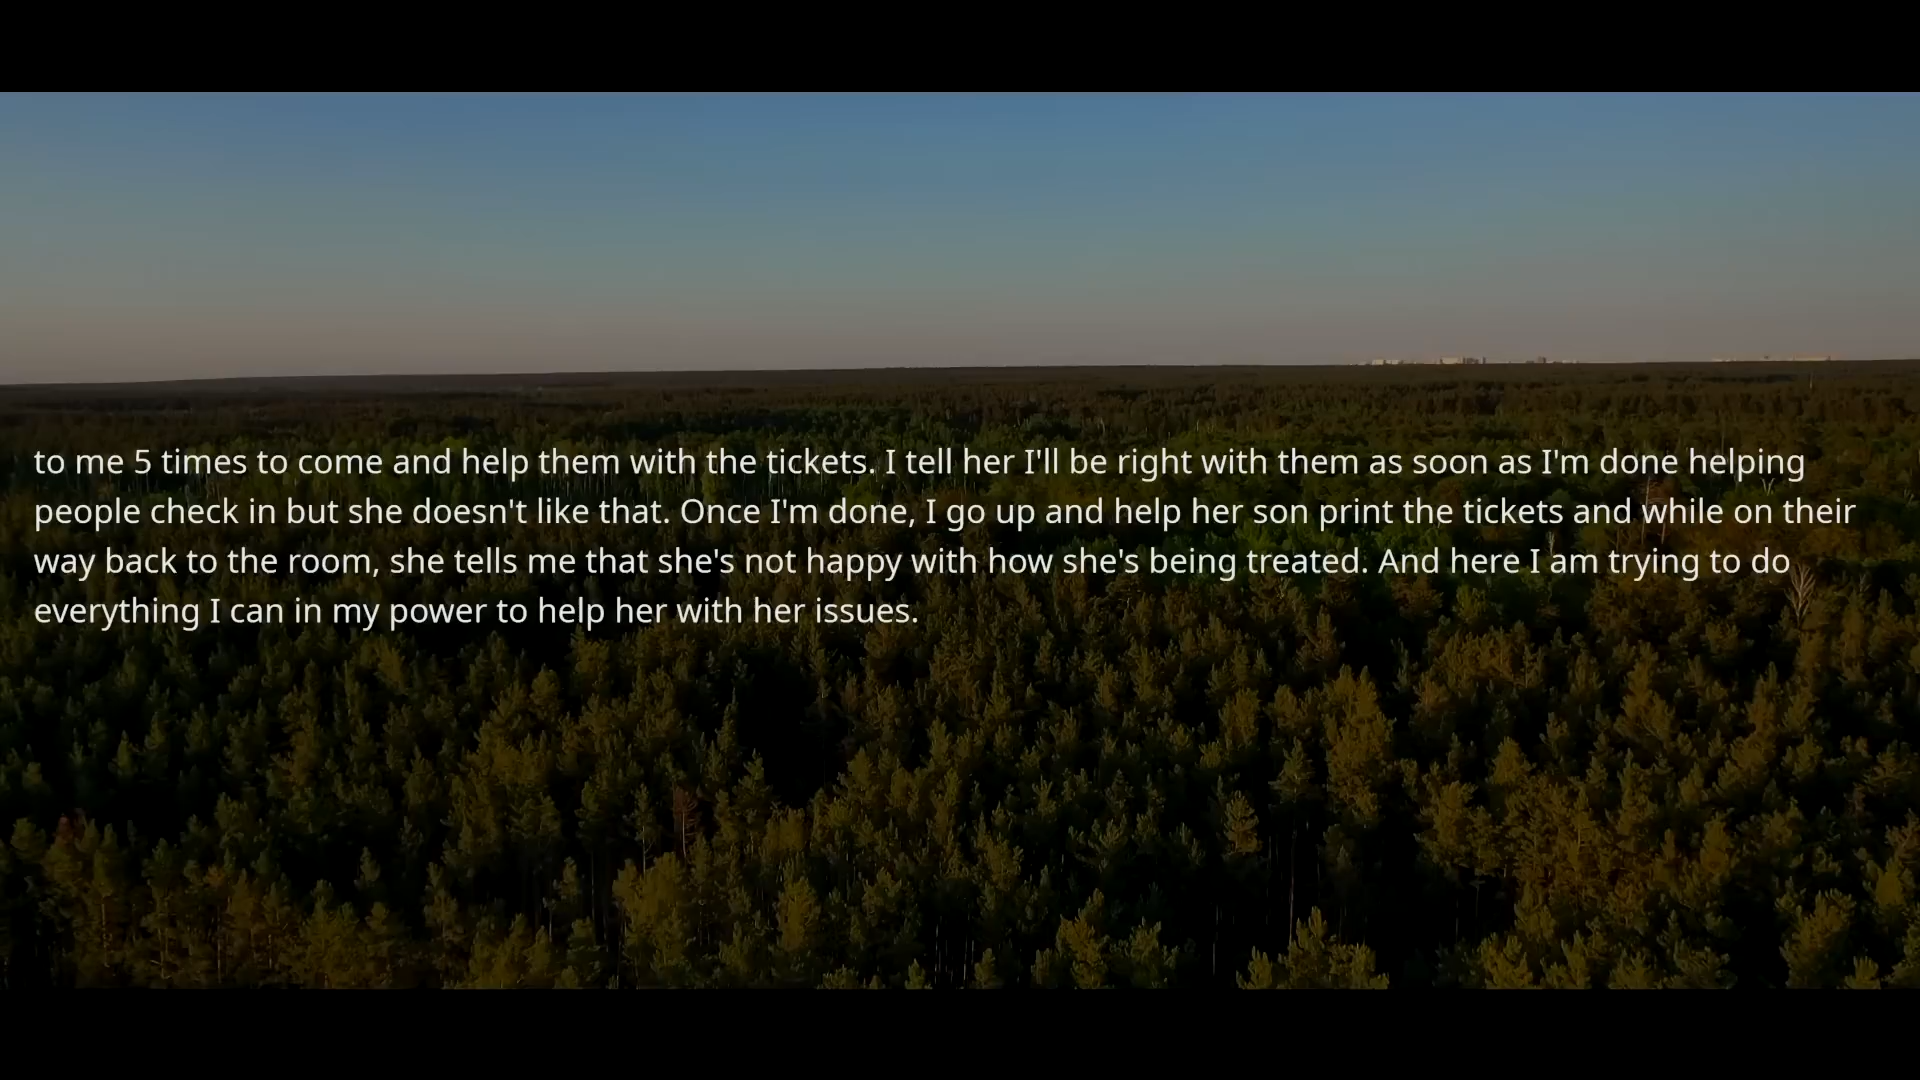 to me 5 times to come and help them with the tickets. I tell her I'll be right with them as soon as I'm done helping
people check in but she doesn't like that. Once I'm done, I go up and help her son print the tickets and while on their
way back to the room, she tells me that she's not happy with how she's being treated. And here I am trying to do
everything I can in my power to help her with her issues.